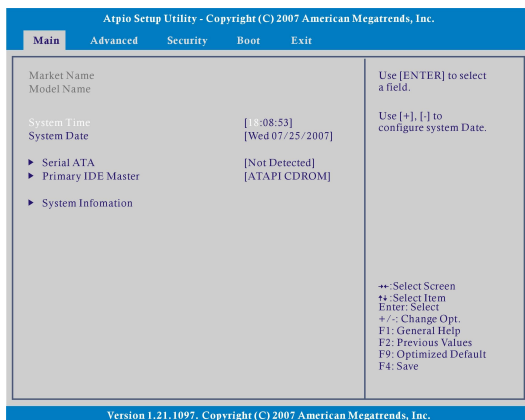 Atpio Setup Utility - Copyright (C) 2007 American Megatrends, Inc.
Main Advanced Security Boot Exit
Market Name
Model Name
System Time [18:08:53]
System Date [Wed 07/25/2007]
Serial ATA [Not Detected]
Primary IDE Master [ATAPI CDROM]
System Infomation
Use [ENTER] to select
a field.
Use [+], [-] to
configure system Date.
→←:Select Screen
↑↓:Select Item
Enter: Select
+/-: Change Opt.
F1: General Help
F2: Previous Values
F9: Optimized Default
F4: Save
Version 1.21.1097. Copyright (C) 2007 American Megatrends, Inc.